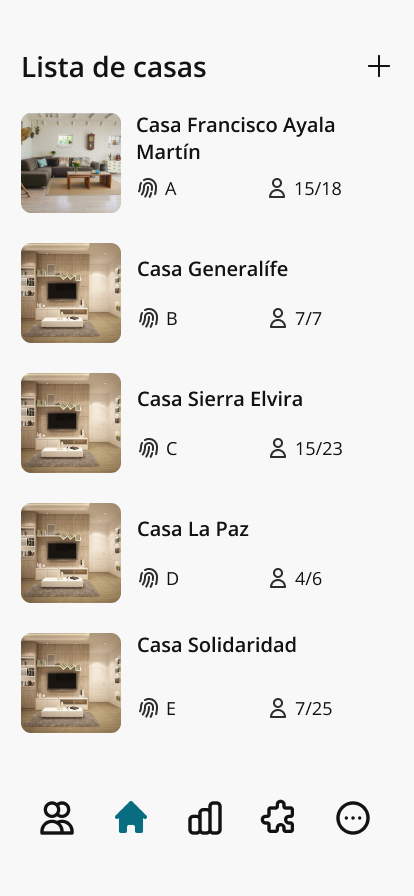 Lista de casas
Casa Francisco Ayala
Martín
A 15/18
Casa Generalífe
B 7/7
Casa Sierra Elvira
C 15/23
Casa La Paz
D 4/6
Casa Solidaridad
E 7/25